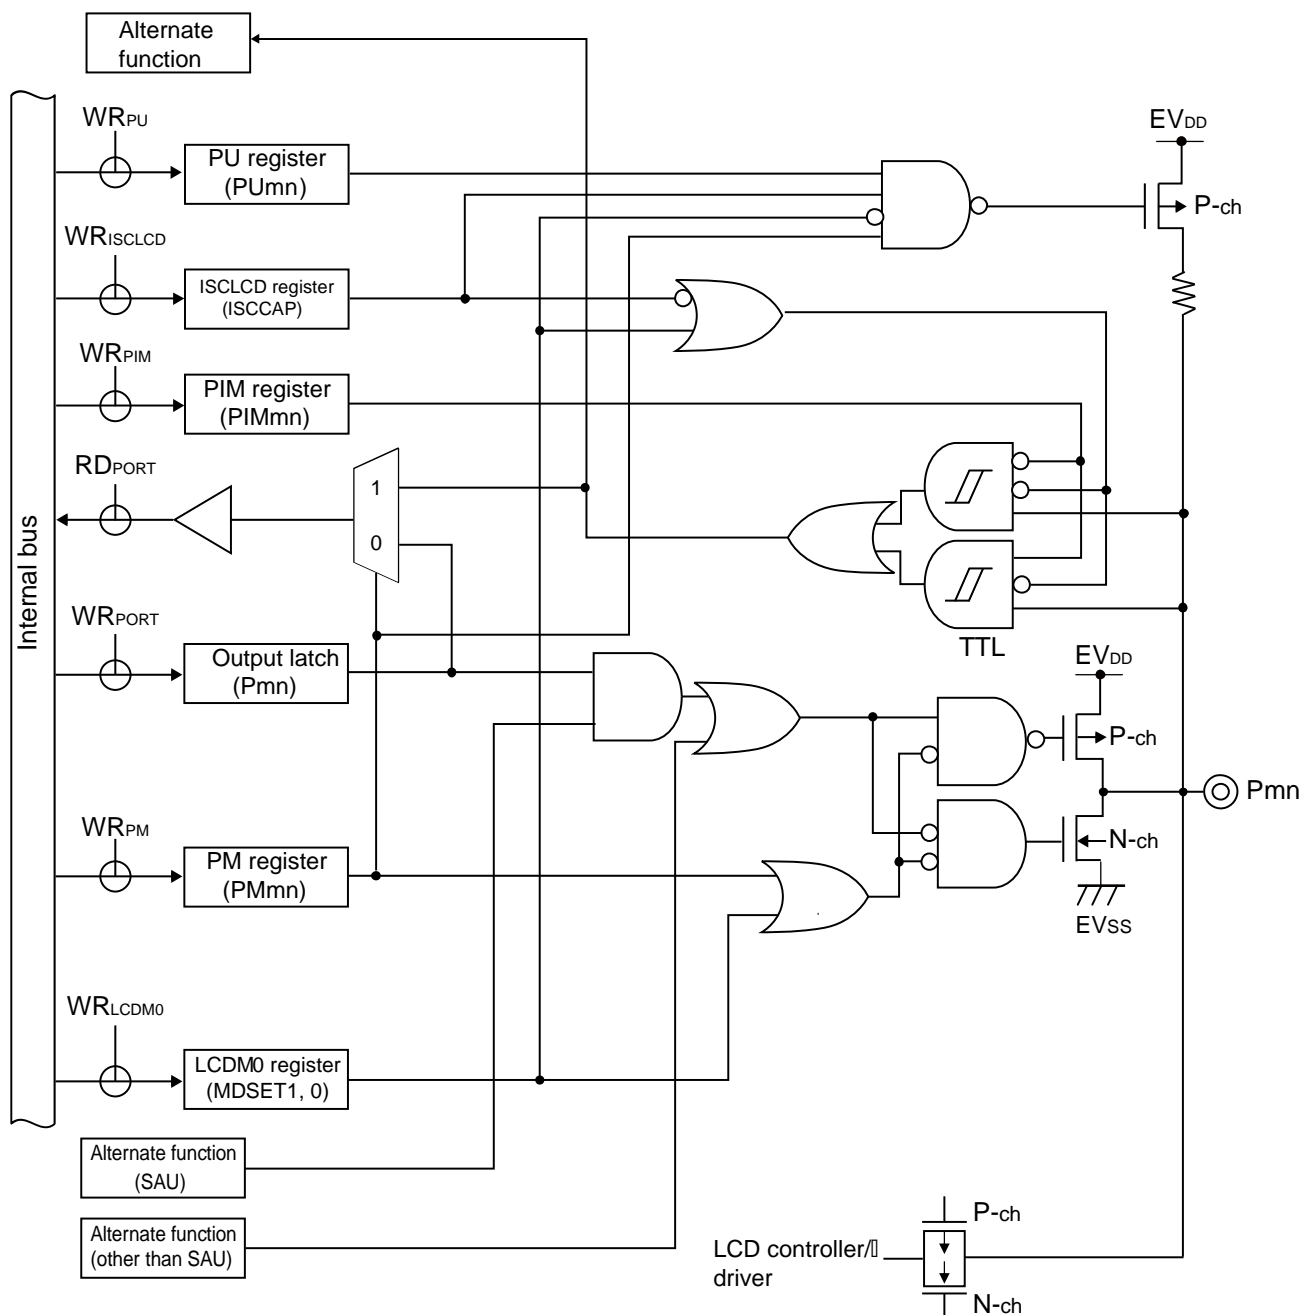 Alternate
function
WRPU
PU register
(PUmn)
EVDD
P-ch
WRISCLCD
ISCLCD register
(ISCCAP)
WRPIM
PIM register
(PIMmn)
RDPORT
1
0
Internal bus
WRPORT
Output latch
(Pmn)
TTL
EVDD
P-ch
Pmn
WRPM
PM register
(PMmn)
N-ch
EVSS
WRLCDM0
LCDM0 register
(MDSET1, 0)
Alternate function
(SAU)
Alternate function
(other than SAU)
P-ch
LCD controller/
driver
N-ch